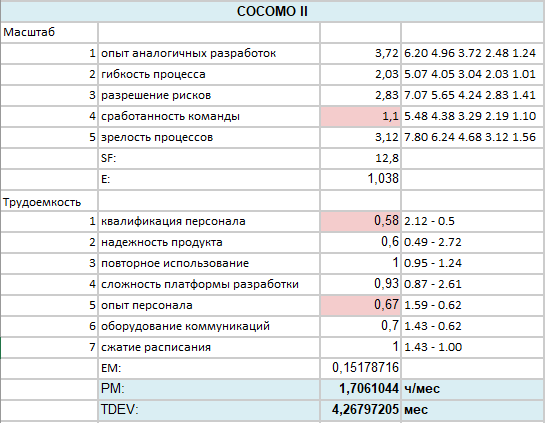 COCOMO II
Масштаб
1 опыт аналогичных разработок 3,72 6.20 4.96 3.72 2.48 1.24
2 гибкость процесса 2,03 5.07 4.05 3.04 2.03 1.01
3 разрешение рисков 2,83 7.07 5.65 4.24 2.83 1.41
4 сработанность команды 1,1 5.48 4.38 3.29 2.19 1.10
5 зрелость процессов 3,12 7.80 6.24 4.68 3.12 1.56
SF: 12,8
E: 1,038
Трудоемкость
1 квалификация персонала 0,58 2.12 - 0.5
2 надежность продукта 0,6 0.49 - 2.72
3 повторное использование 1 0.95 - 1.24
4 сложность платформы разработки 0,93 0.87 - 2.61
5 опыт персонала 0,67 1.59 - 0.62
6 оборудование коммуникаций 0,7 1.43 - 0.62
7 сжатие расписания 1 1.43 - 1.00
EM: 0,15178716
PM: 1,7061044 ч/мес
TDEV: 4,26797205 мес